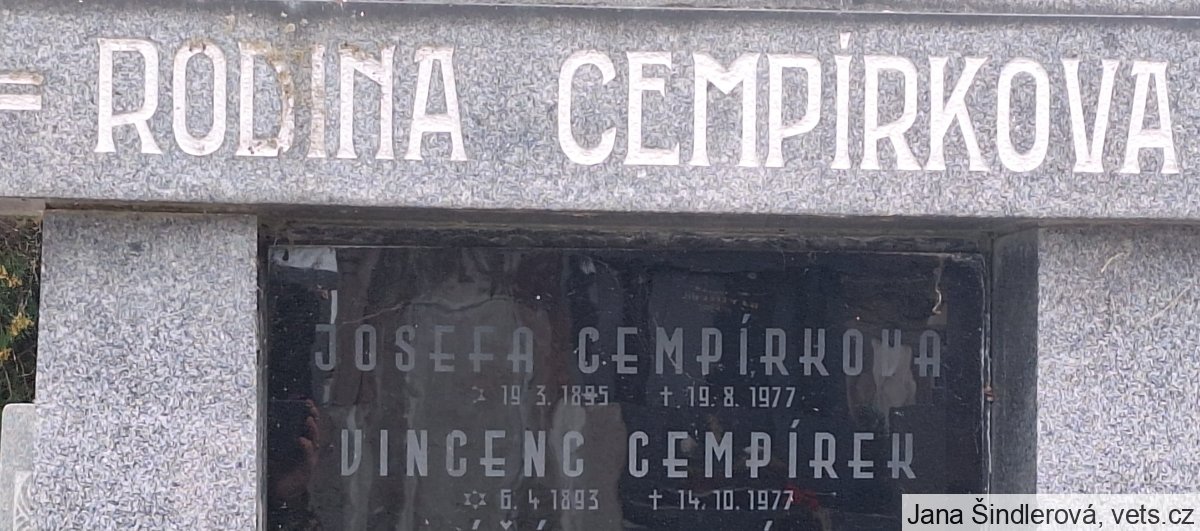 = RODINA CEMPÍRKOVA
JOSEFA CEMPÍRKOVA
☆ 19. 3. 1895 † 19. 8. 1977
VINCENC CEMPÍREK
✡ 6. 4 1893 † 14. 10. 1977
Jana Šindlerová, vets.cz